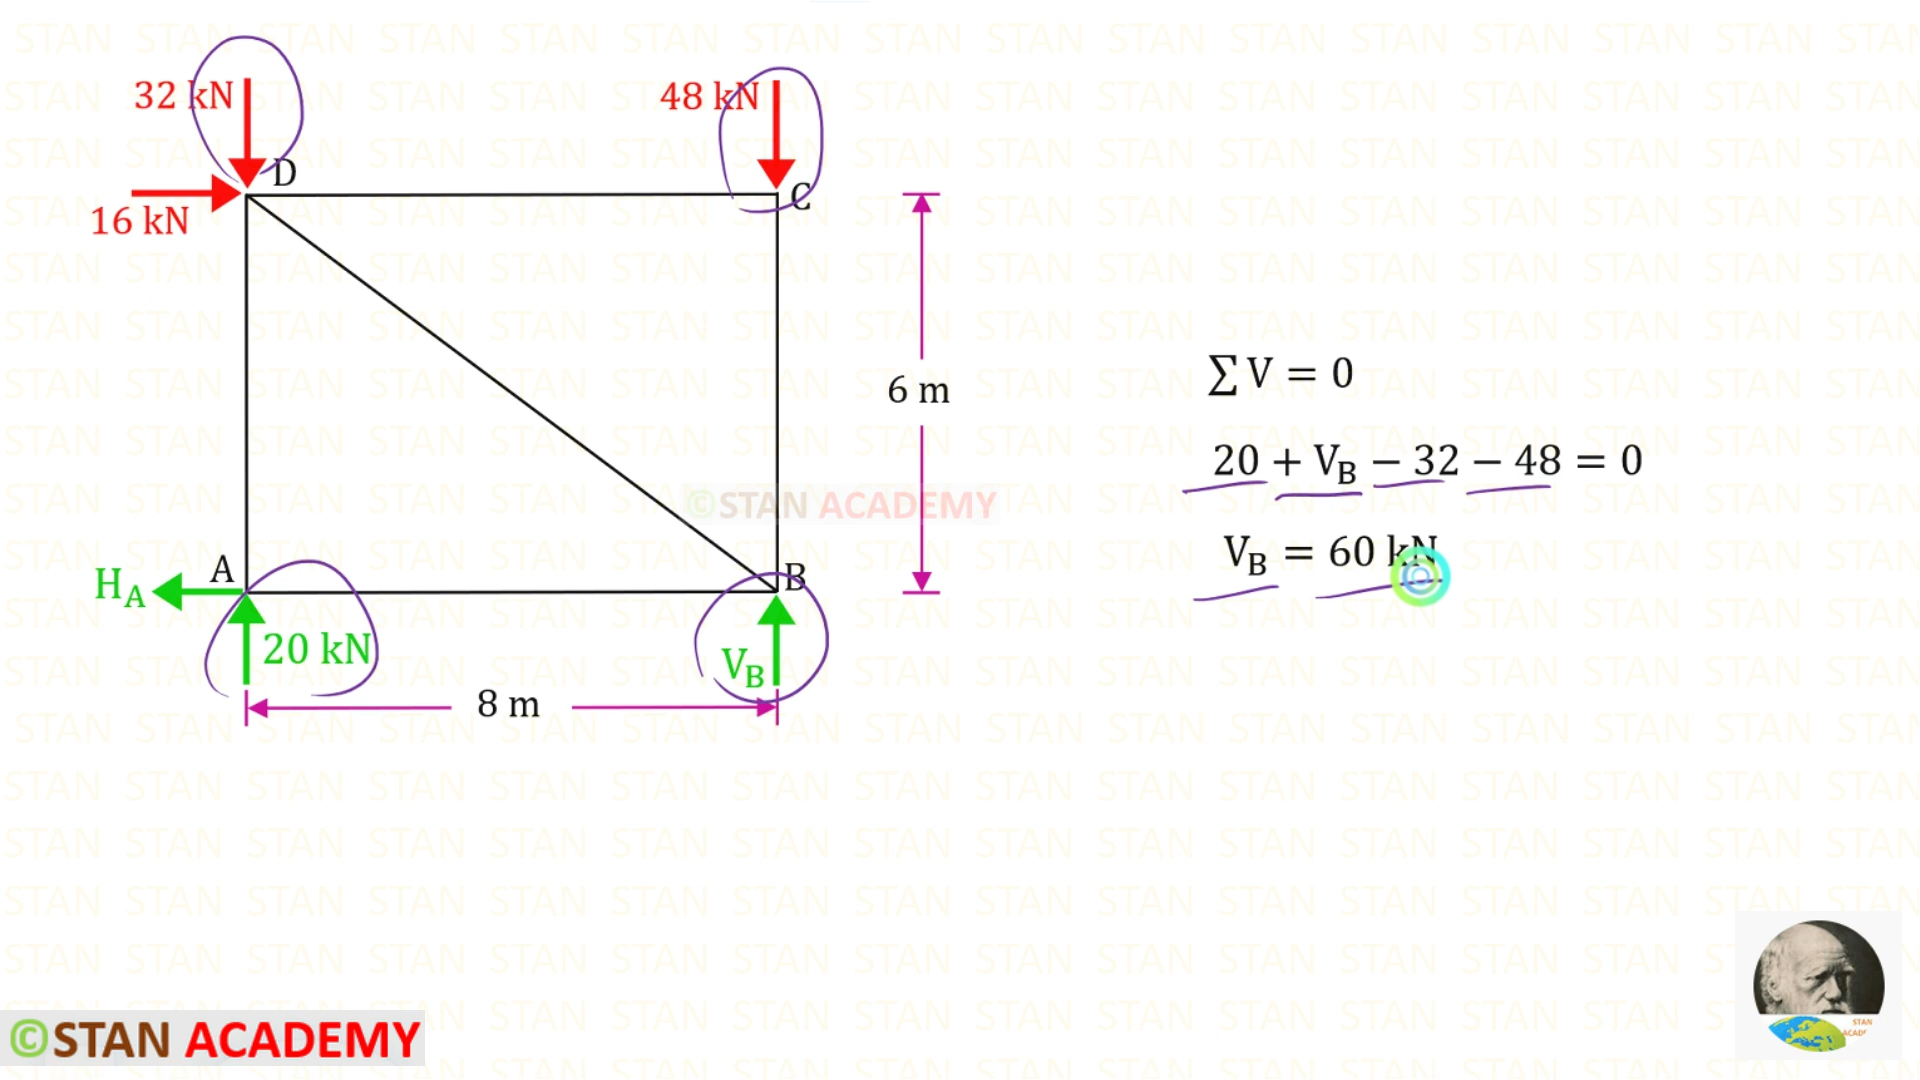 32 kN
48 kN
D
16 kN
C
6 m
∑ V = 0
20 + V_B − 32 − 48 = 0
©STAN ACADEMY
V_B = 60 kN
A
B
H_A
20 kN
V_B
8 m
©STAN ACADEMY
STAN